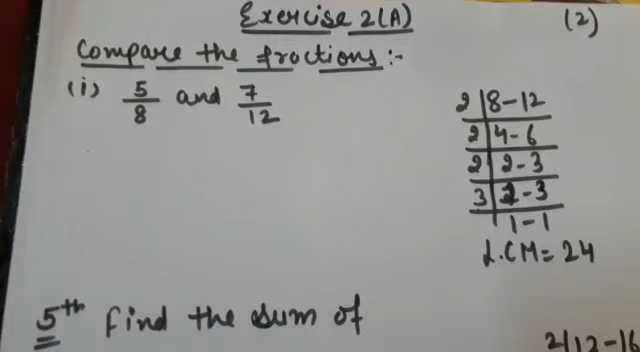 Exercise 2(A)
(2)
Compare the fractions:-
(i) 5/8 and 7/12
2 | 8-12
2 | 4-6
2 | 2-3
3 | 1-3
1-1
L.CM=24
5th find the sum of
2|12-16